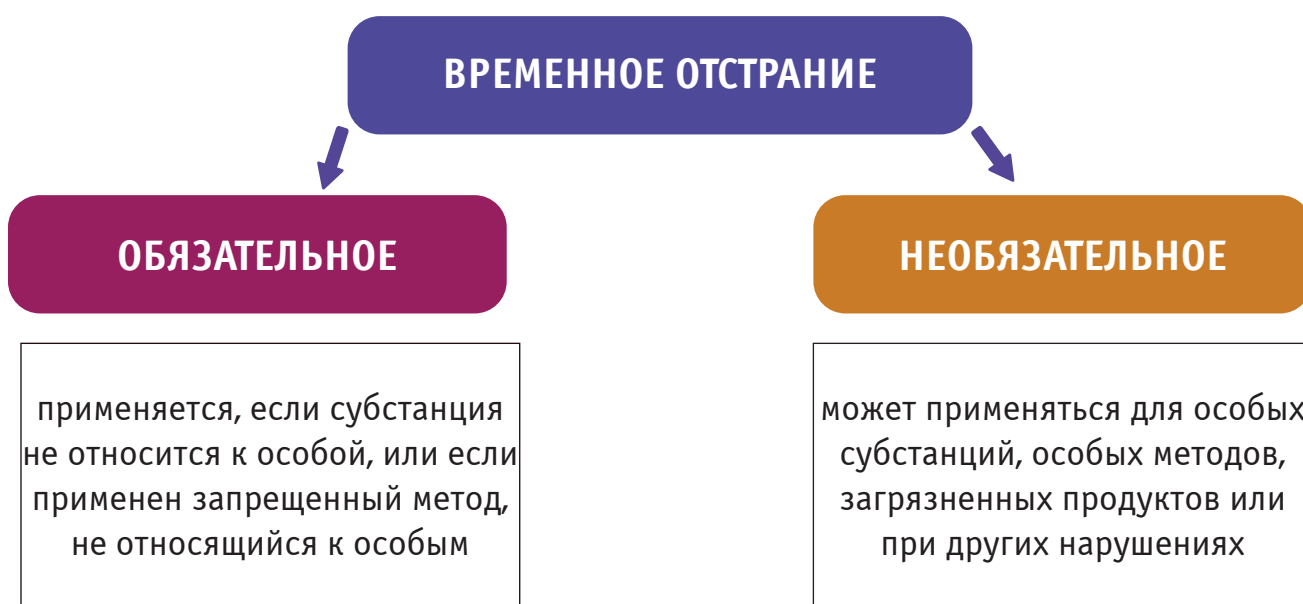 ВРЕМЕННОЕ ОТСТРАНИЕ
ОБЯЗАТЕЛЬНОЕ
применяется, если субстанция
не относится к особой, или если
применен запрещенный метод,
не относящийся к особым
НЕОБЯЗАТЕЛЬНОЕ
может применяться для особых
субстанций, особых методов,
загрязненных продуктов или
при других нарушениях